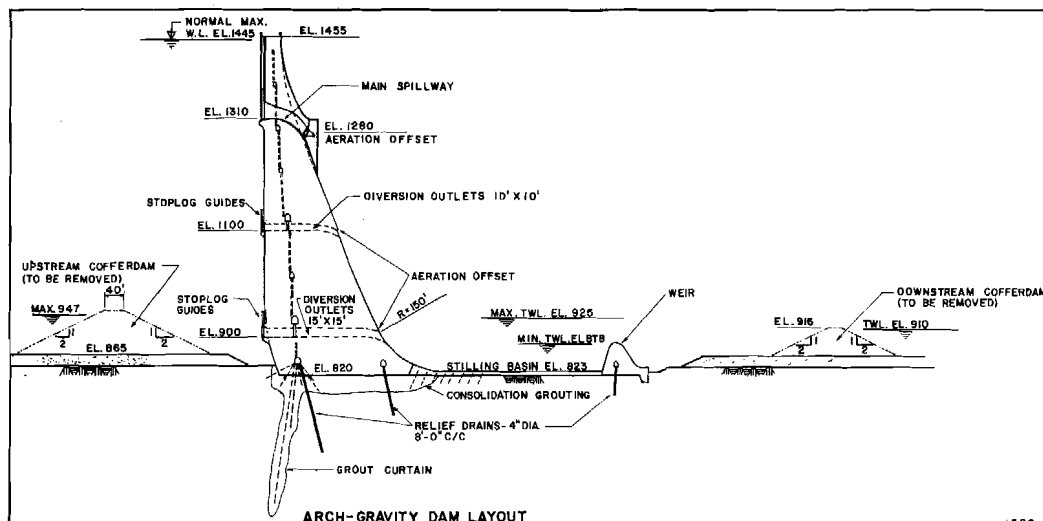 NORMAL MAX.
W.L. EL.1445
EL. 1455
MAIN SPILLWAY
EL. 1310
EL. 1280
AERATION OFFSET
DIVERSION OUTLETS 10' X 10'
STOPLOG GUIDES
EL.1100
UPSTREAM COFFERDAM
(TO BE REMOVED)
40'
AERATION OFFSET
WEIR
DOWNSTREAM COFFERDAM
(TO BE REMOVED)
MAX. 947
STOPLOG
GUIDES
DIVERSION
OUTLETS
15' X 15'
R=150'
MAX. TWL. EL 925
EL. 916
TWL. EL. 910
1
2
1
2
EL.900
MIN. TWL. EL 878
1
2
1
2
EL.865
EL. 820
STILLING BASIN EL. 823
CONSOLIDATION GROUTING
RELIEF DRAINS-4" DIA.
8'-0" C/C
GROUT CURTAIN
ARCH-GRAVITY DAM LAYOUT